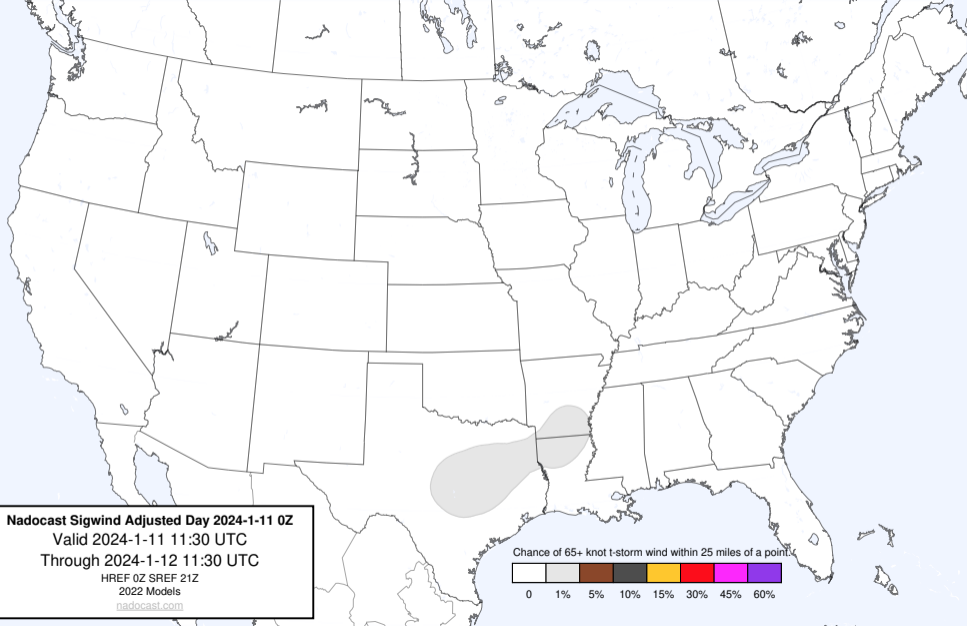 Nadocast Sigwind Adjusted Day 2024-1-11 0Z
Valid 2024-1-11 11:30 UTC
Through 2024-1-12 11:30 UTC
HREF 0Z SREF 21Z
2022 Models
nadocast.com
Chance of 65+ knot t-storm wind within 25 miles of a point.
0 1% 5% 10% 15% 30% 45% 60%